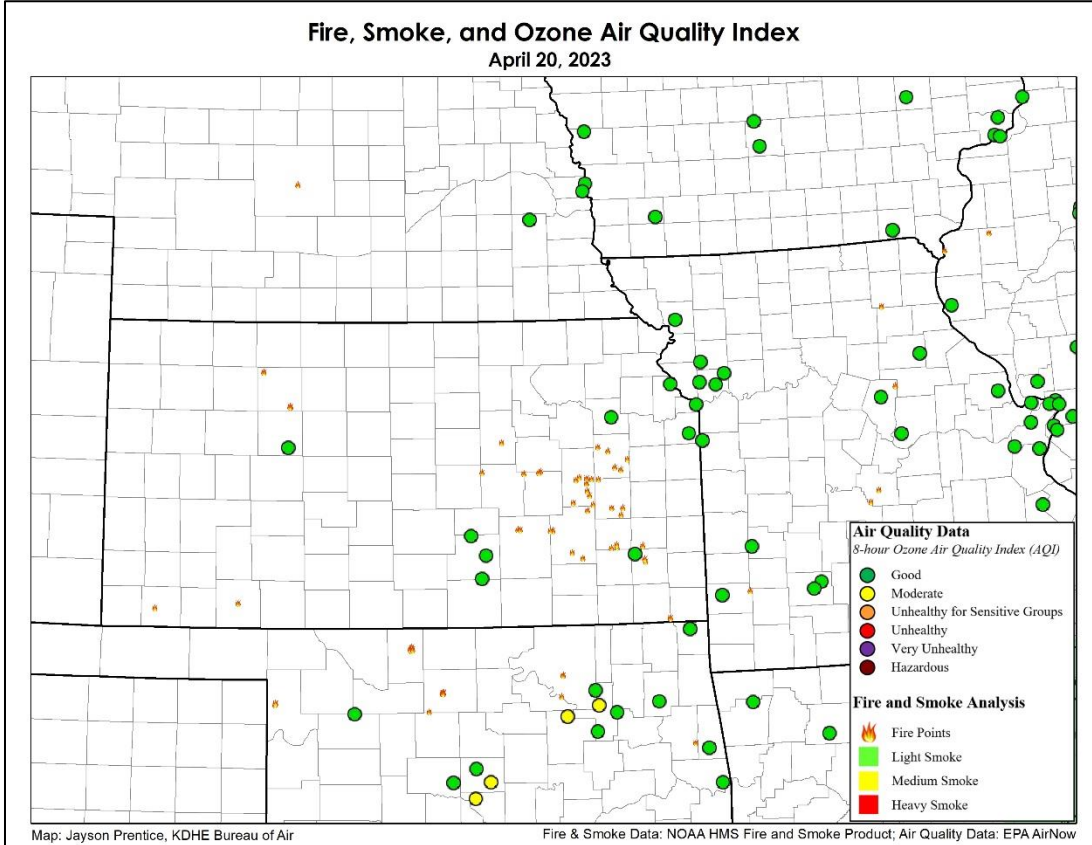 Fire, Smoke, and Ozone Air Quality Index
April 20, 2023
Air Quality Data
8-hour Ozone Air Quality Index (AQI)
Good
Moderate
Unhealthy for Sensitive Groups
Unhealthy
Very Unhealthy
Hazardous
Fire and Smoke Analysis
Fire Points
Light Smoke
Medium Smoke
Heavy Smoke
Map: Jayson Prentice, KDHE Bureau of Air
Fire & Smoke Data: NOAA HMS Fire and Smoke Product; Air Quality Data: EPA AirNow